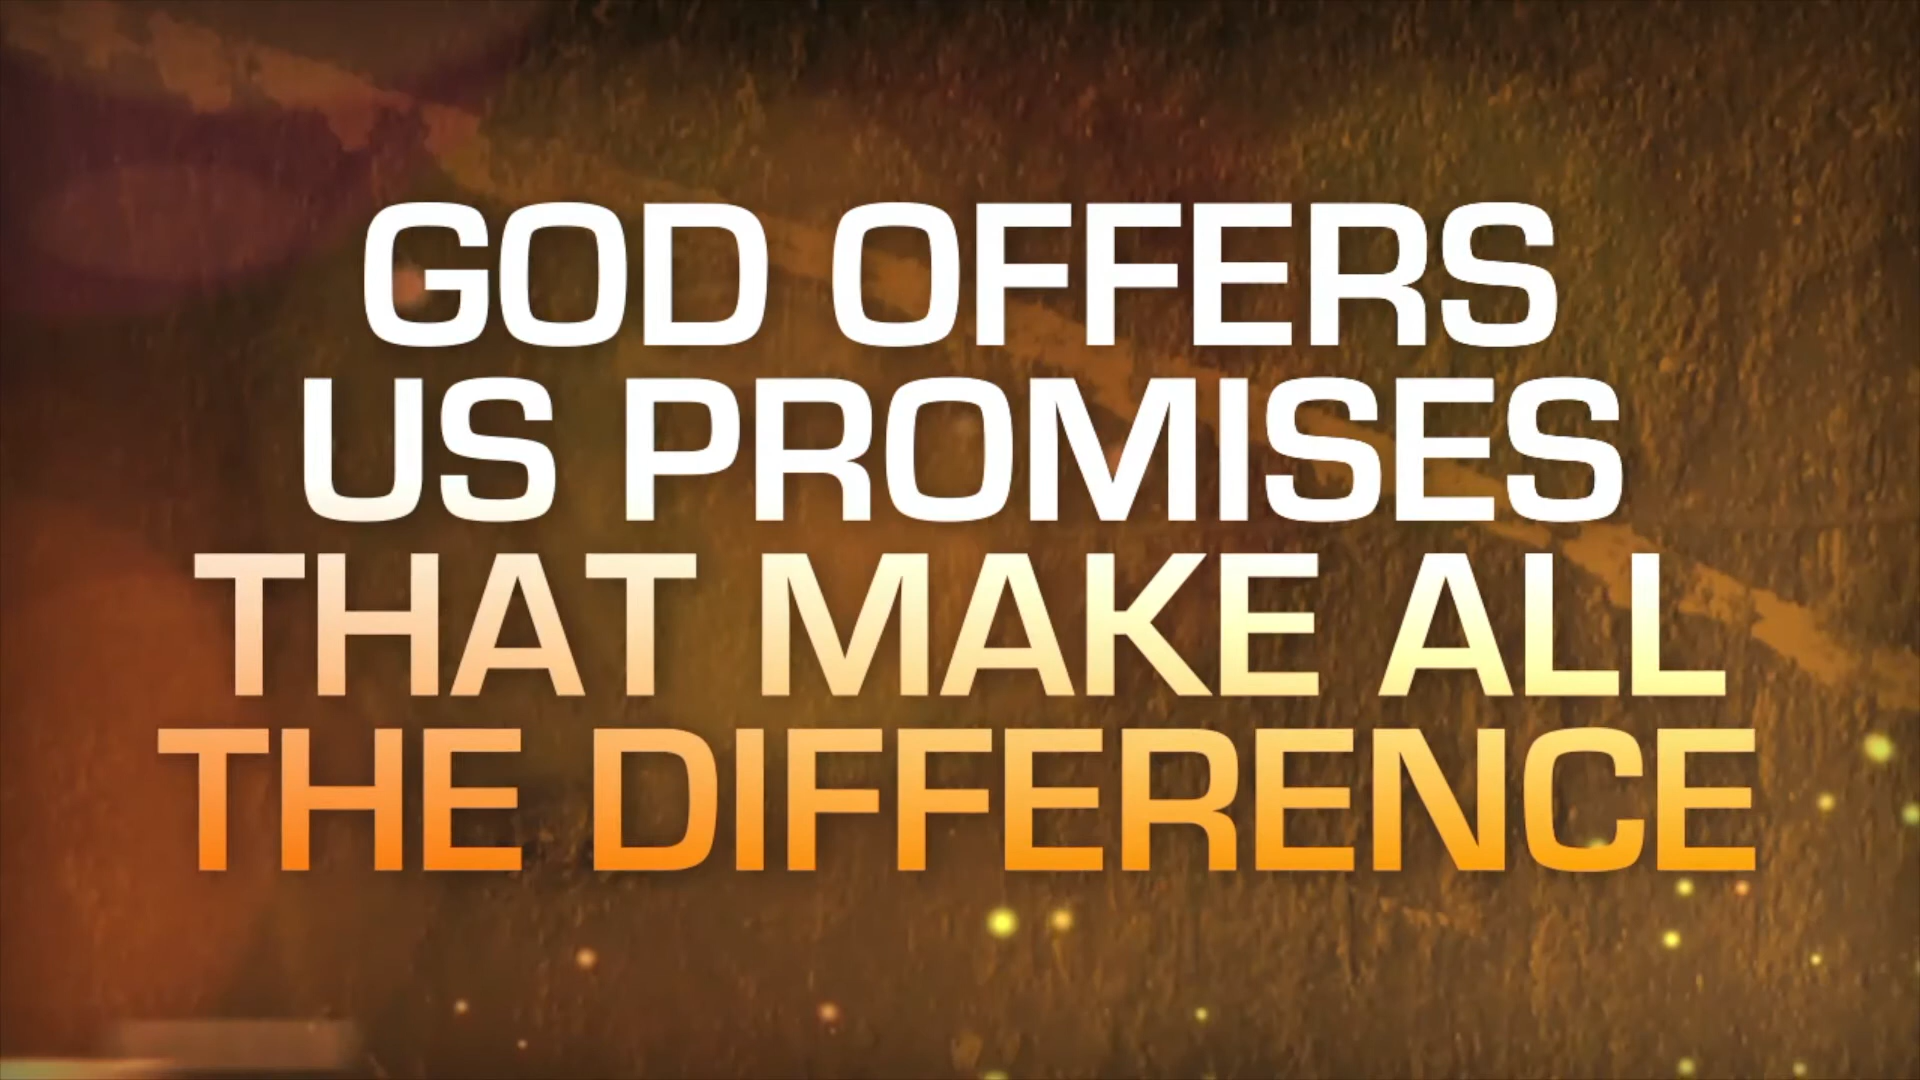 GOD OFFERS
US PROMISES
THAT MAKE ALL
THE DIFFERENCE